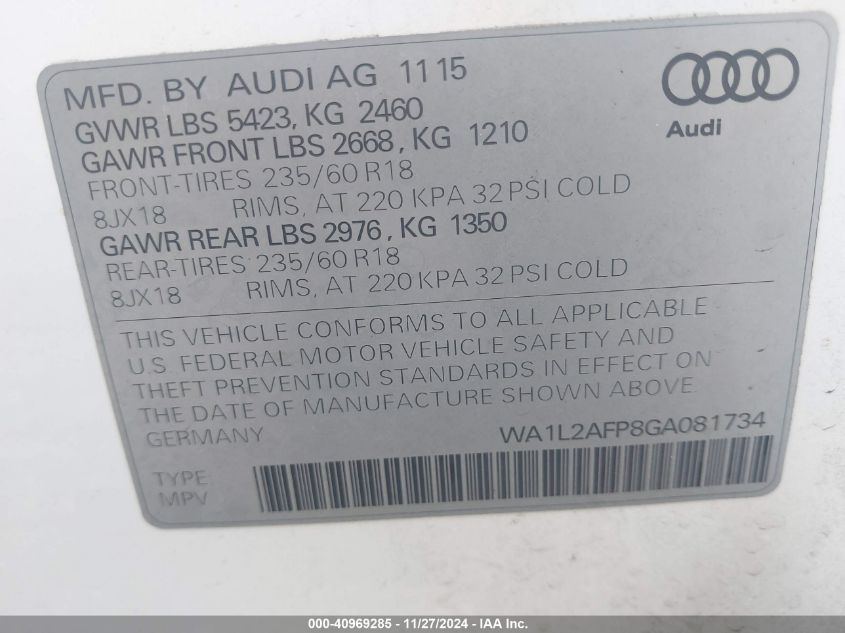 MFD. BY AUDI AG 11 15
GVWR LBS 5423, KG 2460
GAWR FRONT LBS 2668, KG 1210
FRONT-TIRES 235/60 R18
8JX18 RIMS, AT 220 KPA 32 PSI COLD
GAWR REAR LBS 2976, KG 1350
REAR-TIRES 235/60 R18
8JX18 RIMS, AT 220 KPA 32 PSI COLD
Audi
THIS VEHICLE CONFORMS TO ALL APPLICABLE
U.S. FEDERAL MOTOR VEHICLE SAFETY AND
THEFT PREVENTION STANDARDS IN EFFECT ON
THE DATE OF MANUFACTURE SHOWN ABOVE.
GERMANY WA1L2AFP8GA081734
TYPE
MPV
000-40969285 - 11/27/2024 - IAA Inc.